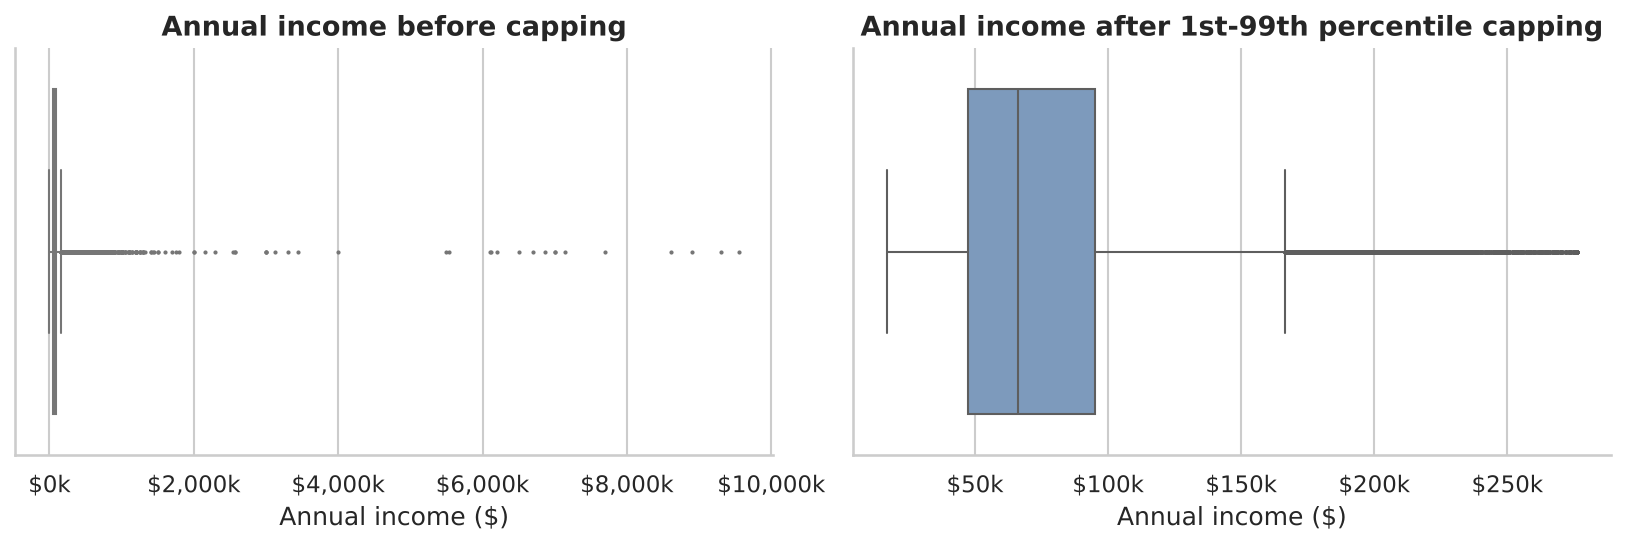 Annual income before capping
$0k $2,000k $4,000k $6,000k $8,000k $10,000k
Annual income ($)
Annual income after 1st-99th percentile capping
$50k $100k $150k $200k $250k
Annual income ($)